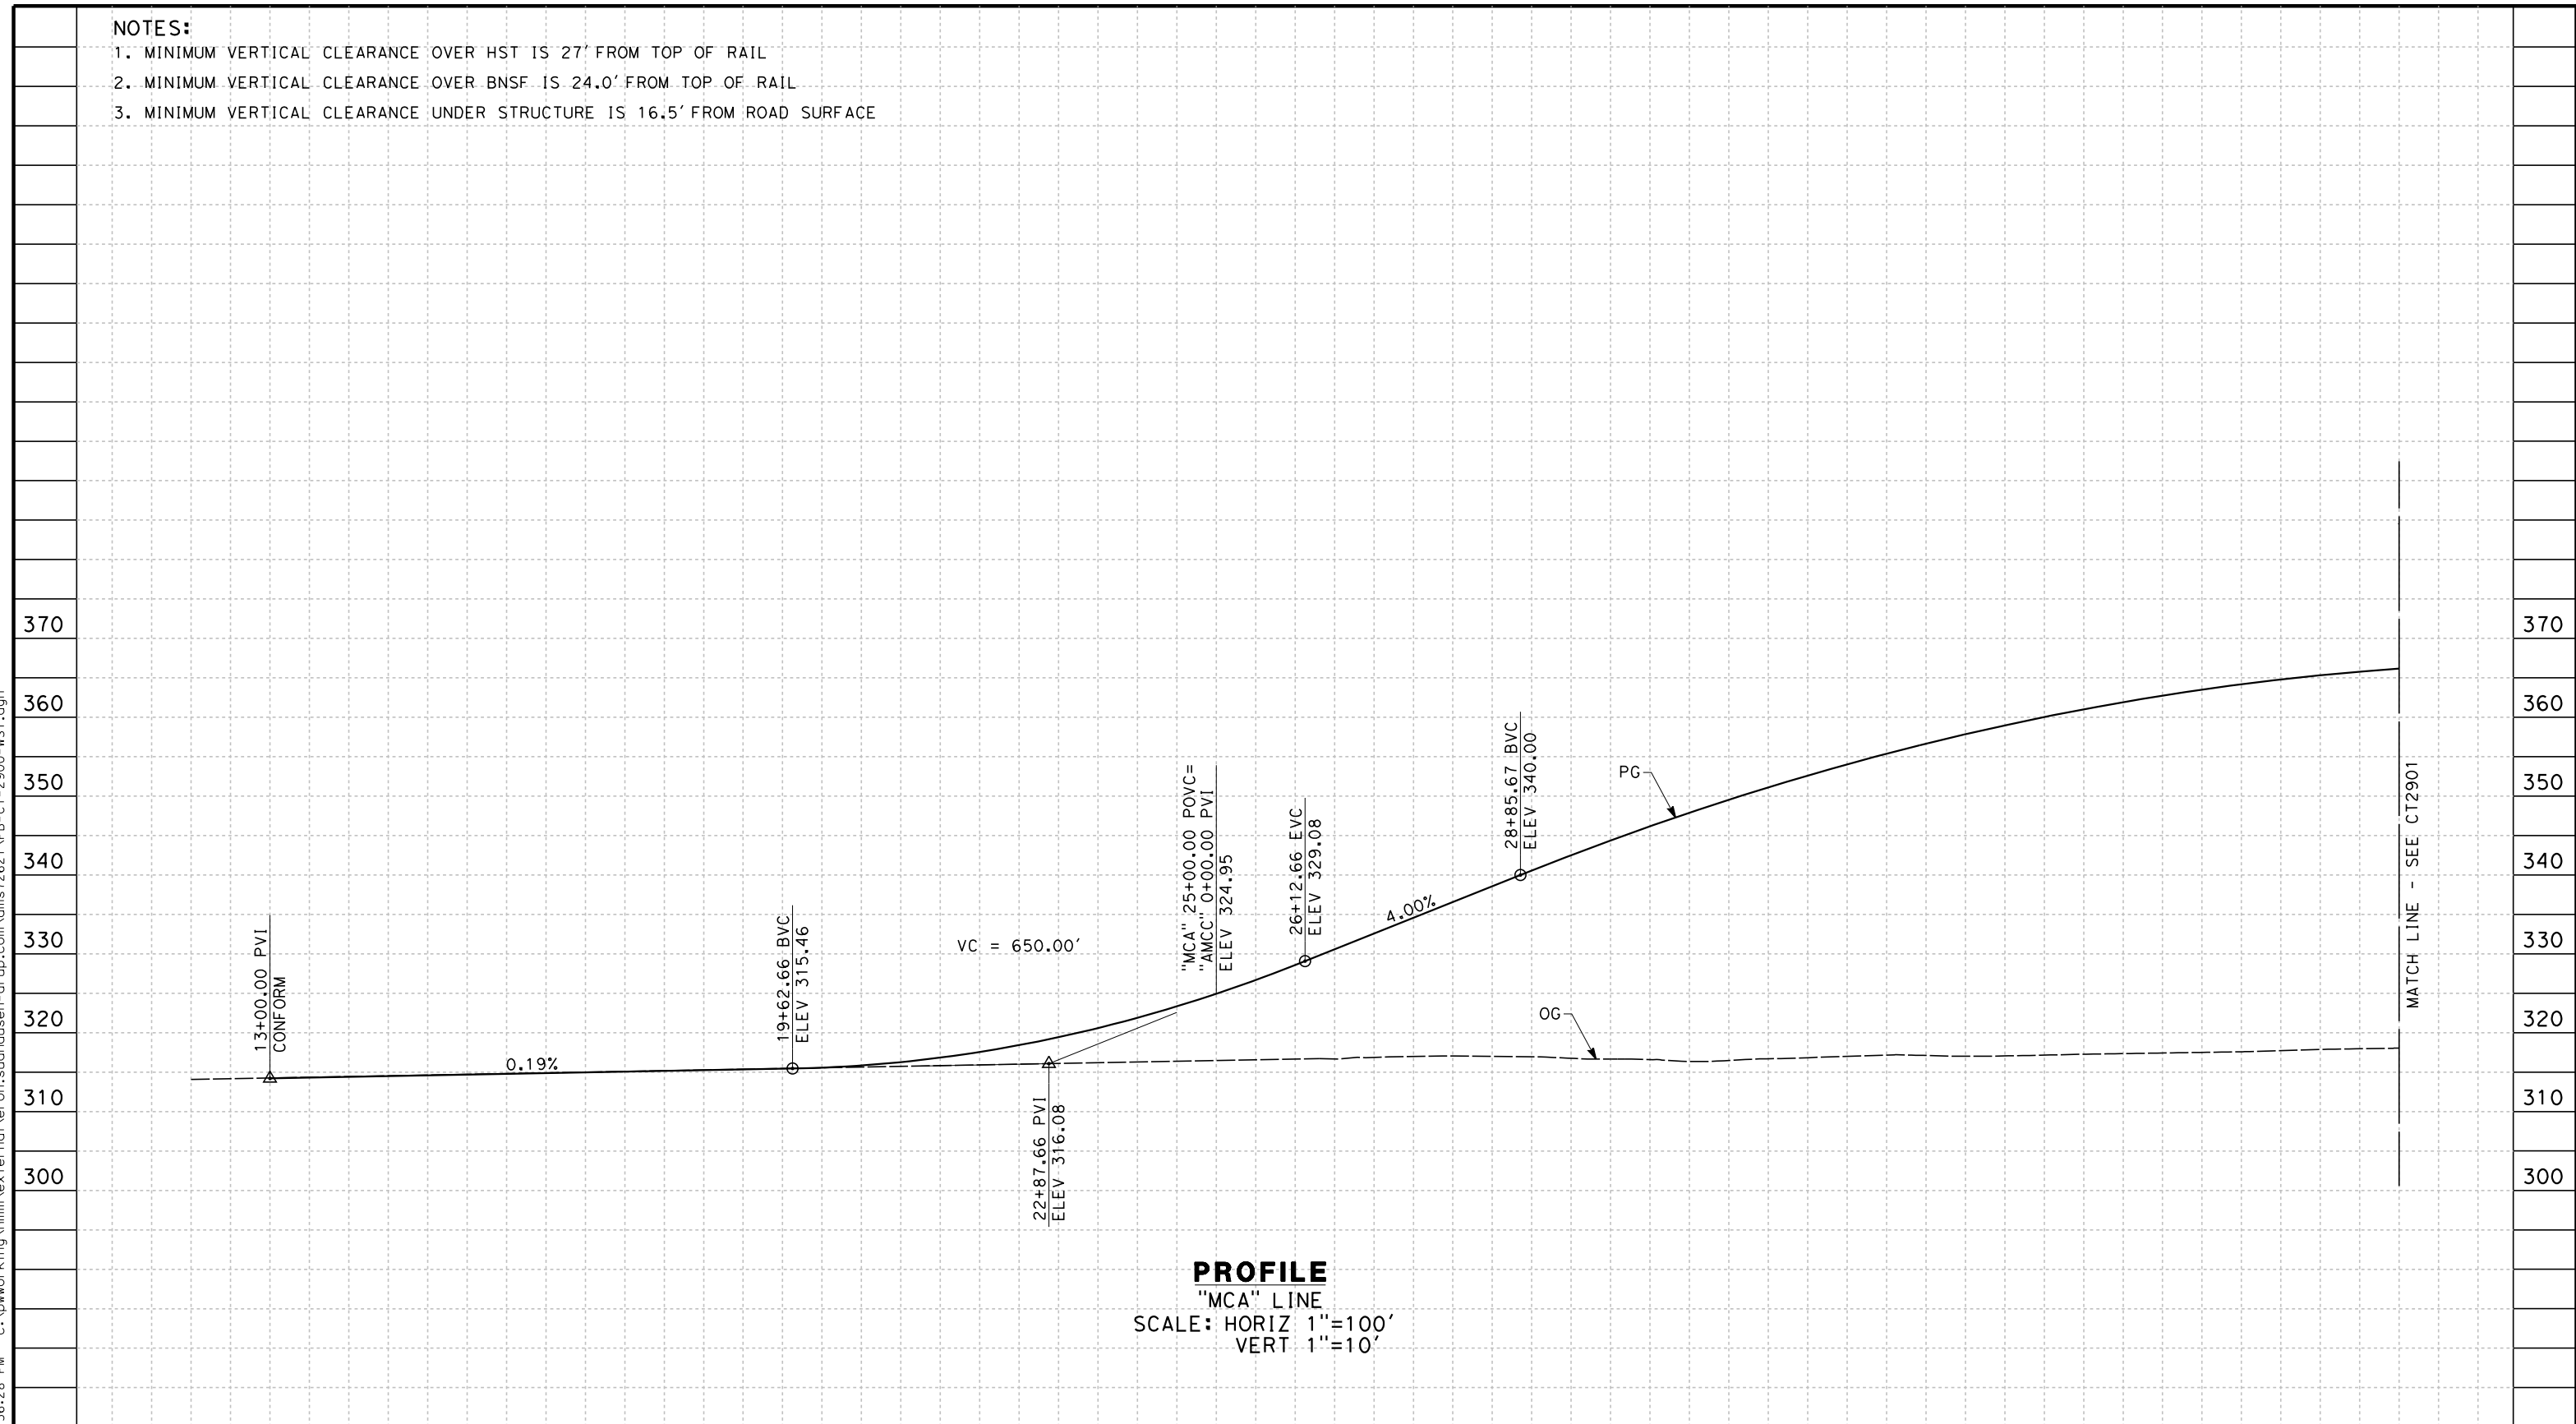 NOTES:
1. MINIMUM VERTICAL CLEARANCE OVER HST IS 27' FROM TOP OF RAIL
2. MINIMUM VERTICAL CLEARANCE OVER BNSF IS 24.0' FROM TOP OF RAIL
3. MINIMUM VERTICAL CLEARANCE UNDER STRUCTURE IS 16.5' FROM ROAD SURFACE
370
360
350
340
330
320
310
300
13+00.00 PVI
CONFORM
0.19%
19+62.66 BVC
ELEV 315.46
VC = 650.00'
22+87.66 PVI
ELEV 316.08
"MCA" 25+00.00 POVC=
"AMCC" 0+00.00 PVI
ELEV 324.95
26+12.66 EVC
ELEV 329.08
4.00%
28+85.67 BVC
ELEV 340.00
PG
OG
MATCH LINE - SEE CT2901
370
360
350
340
330
320
310
300
PROFILE
"MCA" LINE
SCALE: HORIZ 1"=100'
VERT 1"=10'